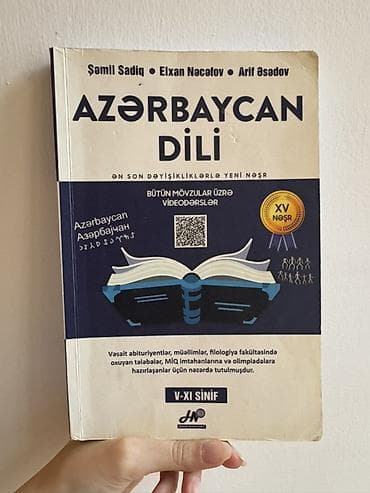 Şəmil Sadiq • Elxan Nəcəfov • Arif Əsədov
AZƏRBAYCAN
DİLİ
ƏN SON DƏYİŞİKLİKLƏRLƏ YENİ NƏŞR
BÜTÜN MÖVZULAR ÜZRƏ
VİDEODƏRSLƏR
XV
NƏŞR
Azərbaycan
Азәрбајҹан
Vəsait abituriyentlər, müəllimlər, filologiya fakültəsində
oxuyan tələbələr, MİQ imtahanlarına və olimpiadalara
hazırlaşanlar üçün nəzərdə tutulmuşdur.
V-XI SİNİF